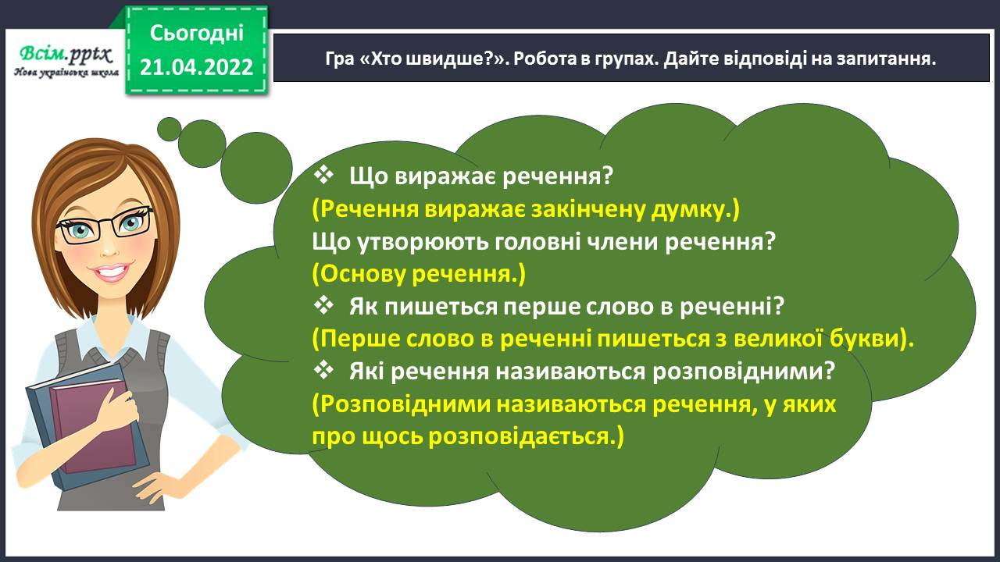 Всім.pptx
Нова українська школа
Сьогодні
21.04.2022
Гра «Хто швидше?». Робота в групах. Дайте відповіді на запитання.
❖ Що виражає речення?
(Речення виражає закінчену думку.)
Що утворюють головні члени речення?
(Основу речення.)
❖ Як пишеться перше слово в реченні?
(Перше слово в реченні пишеться з великої букви).
❖ Які речення називаються розповідними?
(Розповідними називаються речення, у яких
про щось розповідається.)